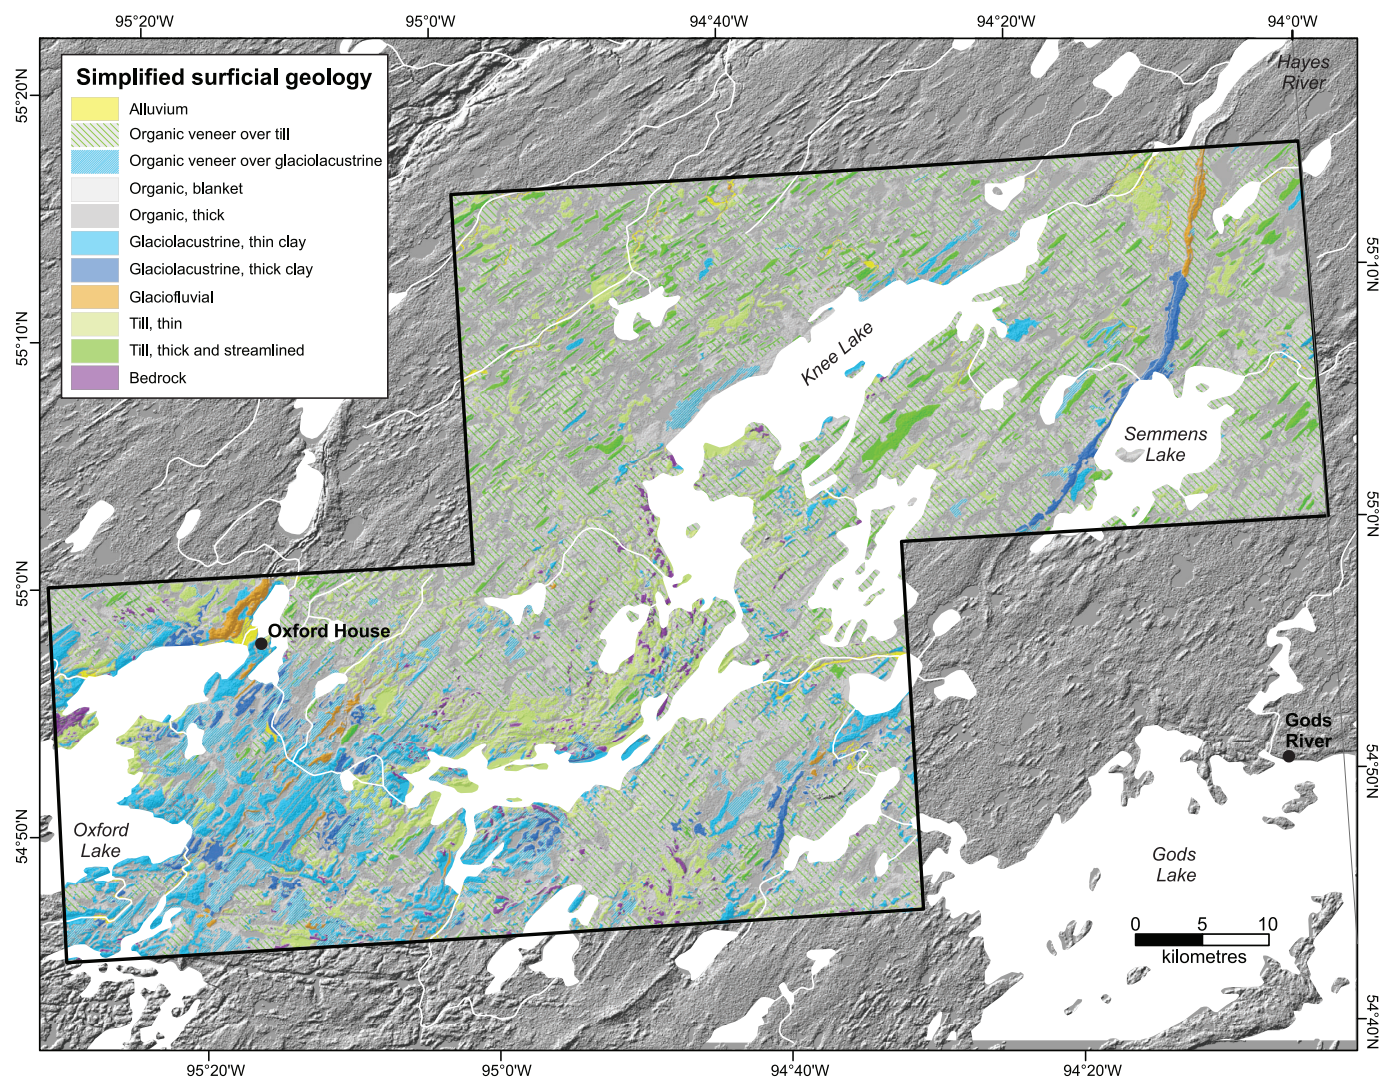 95°20'W
95°0'W
94°40'W
94°20'W
94°0'W
Simplified surficial geology
Alluvium
Organic veneer over till
Organic veneer over glaciolacustrine
Organic, blanket
Organic, thick
Glaciolacustrine, thin clay
Glaciolacustrine, thick clay
Glaciofluvial
Till, thin
Till, thick and streamlined
Bedrock
Hayes
River
55°20'N
55°10'N
55°0'N
54°50'N
55°10'N
55°0'N
54°50'N
54°40'N
Knee Lake
Semmens
Lake
Oxford House
Gods
River
Oxford
Lake
Gods
Lake
0
5
10
kilometres
95°20'W
95°0'W
94°40'W
94°20'W